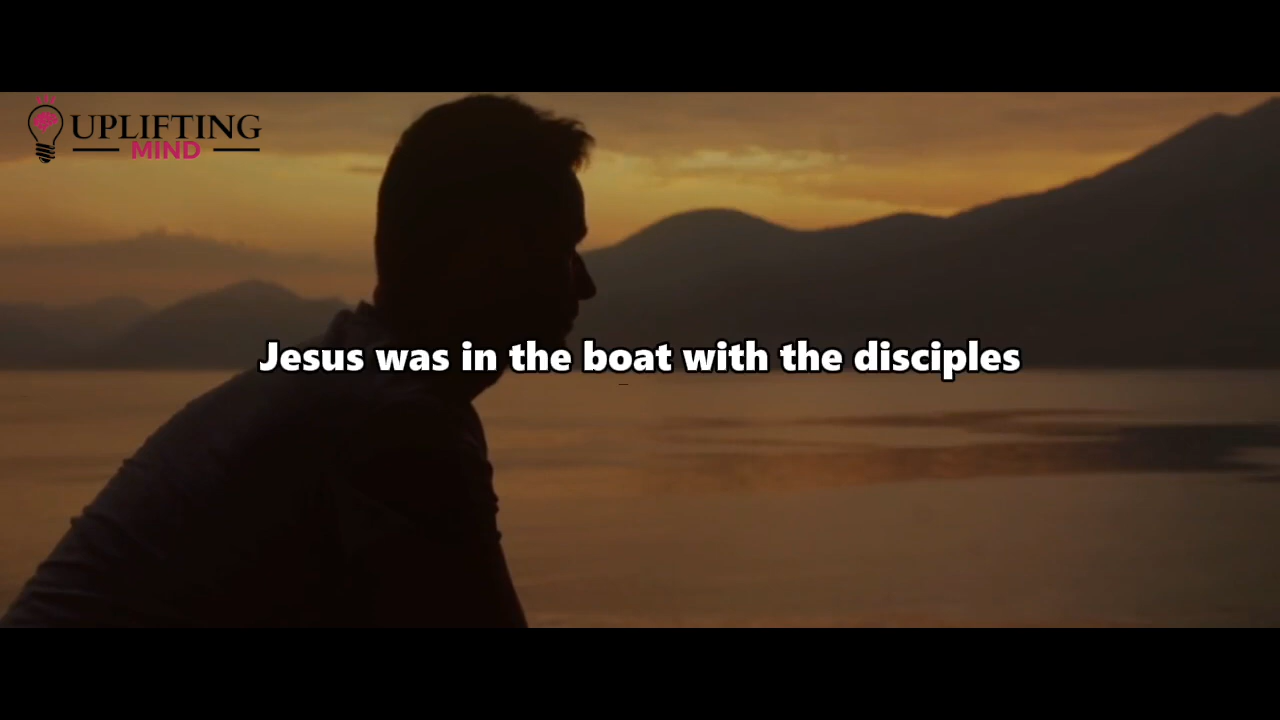 UPLIFTING
MIND
Jesus was in the boat with the disciples